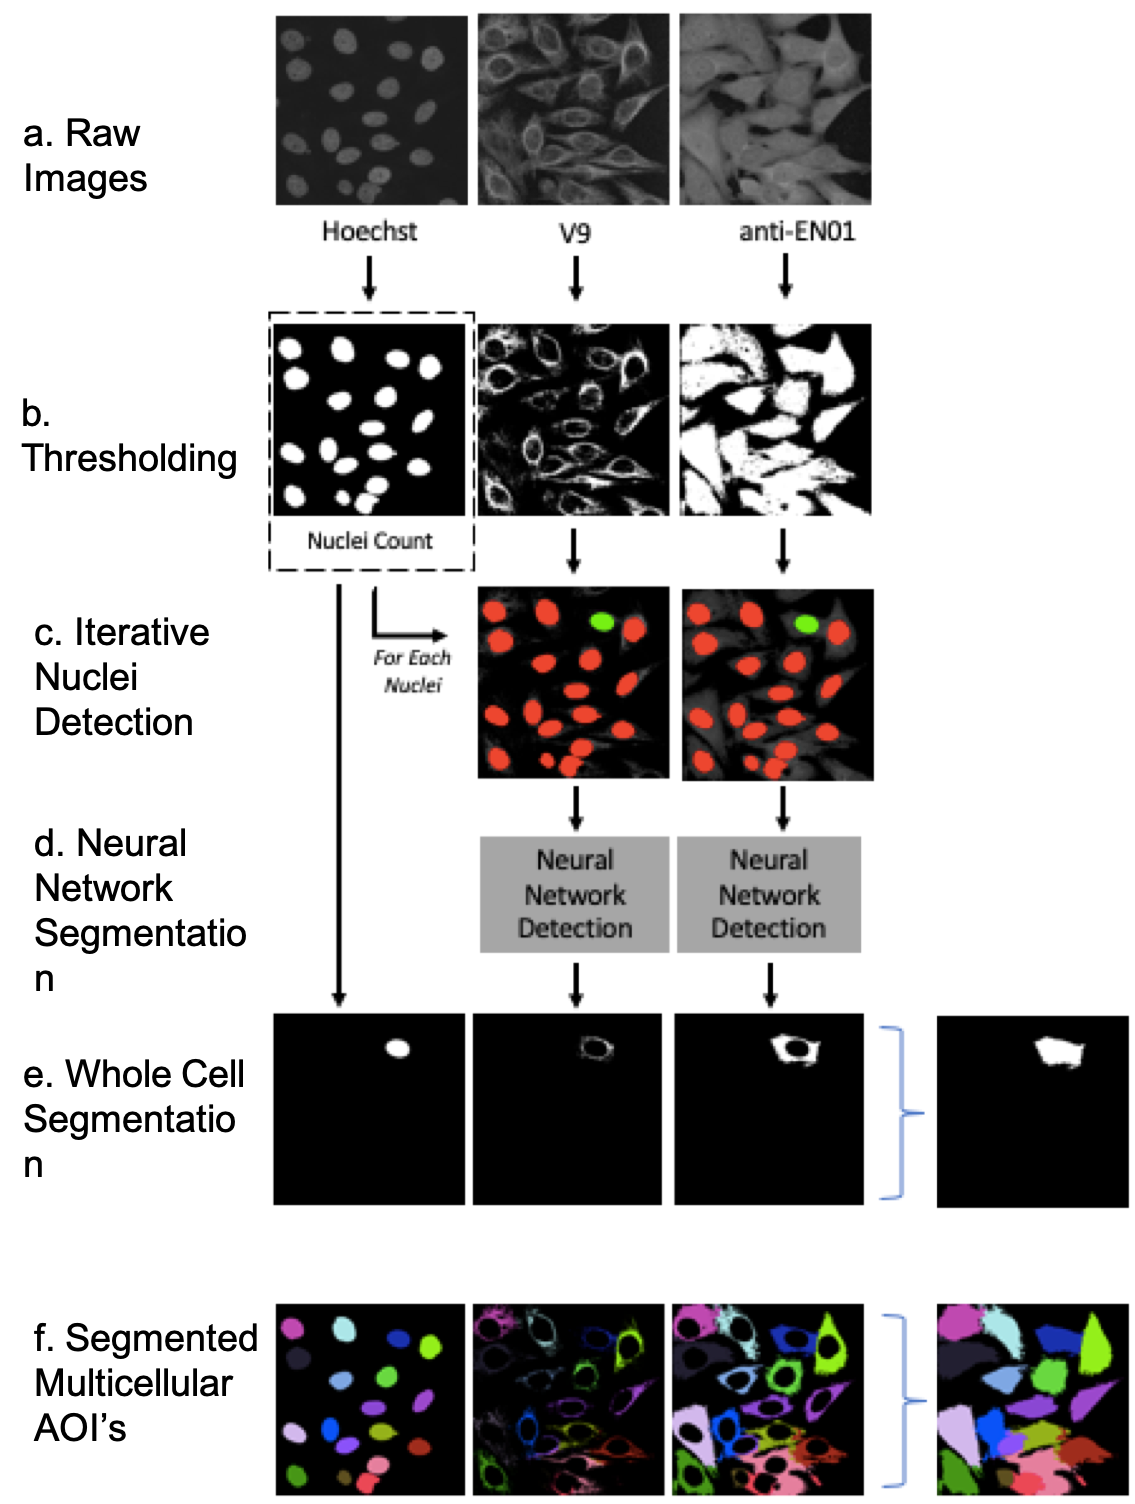 a. Raw
Images
Hoechst
V9
anti-EN01
b.
Thresholding
Nuclei Count
c. Iterative
Nuclei
Detection
For Each
Nuclei
d. Neural
Network
Segmentatio
n
Neural
Network
Detection
Neural
Network
Detection
e. Whole Cell
Segmentatio
n
f. Segmented
Multicellular
AOI's